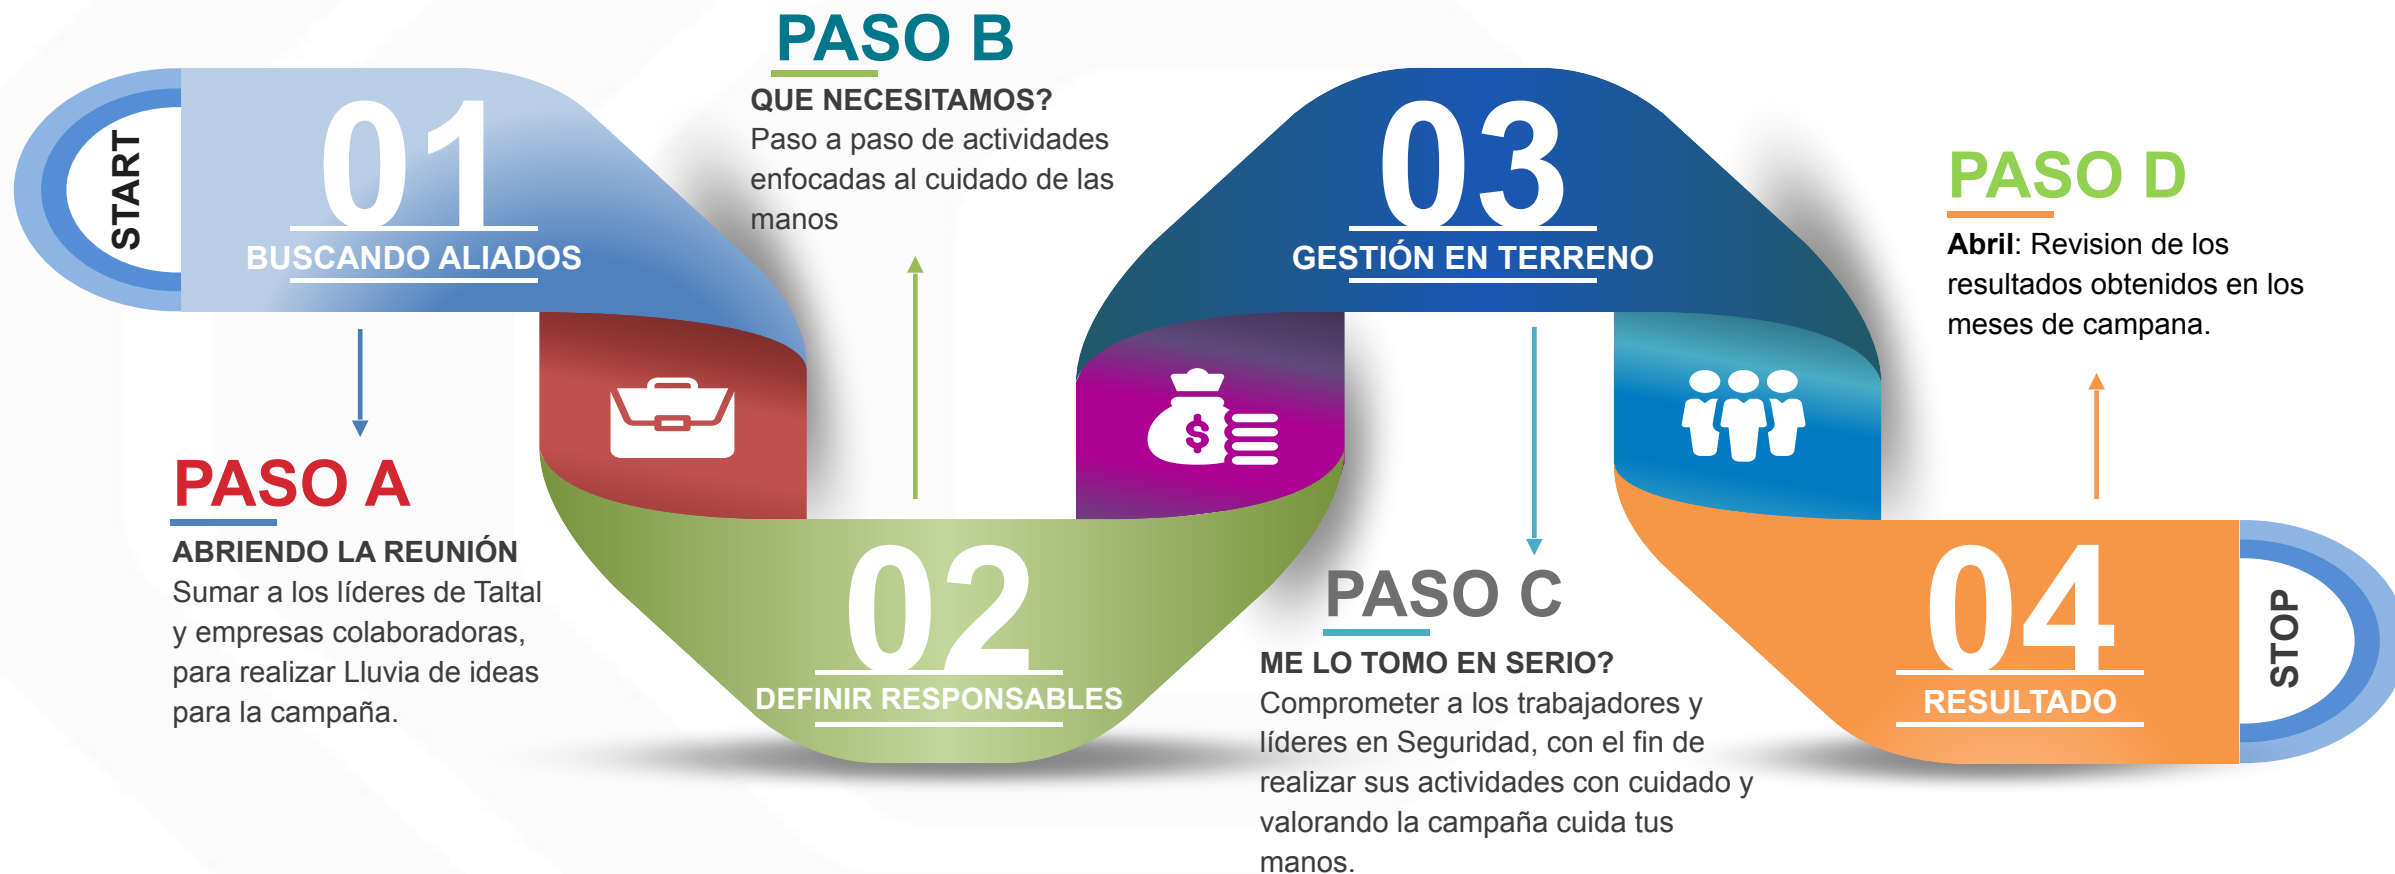 START
01
BUSCANDO ALIADOS
PASO A
ABRIENDO LA REUNIÓN
Sumar a los líderes de Taltal
y empresas colaboradoras,
para realizar Lluvia de ideas
para la campaña.
PASO B
QUE NECESITAMOS?
Paso a paso de actividades
enfocadas al cuidado de las
manos
$
02
DEFINIR RESPONSABLES
03
GESTIÓN EN TERRENO
PASO C
ME LO TOMO EN SERIO?
Comprometer a los trabajadores y
líderes en Seguridad, con el fin de
realizar sus actividades con cuidado y
valorando la campaña cuida tus
manos.
PASO D
Abril: Revision de los
resultados obtenidos en los
meses de campana.
04
RESULTADO
STOP